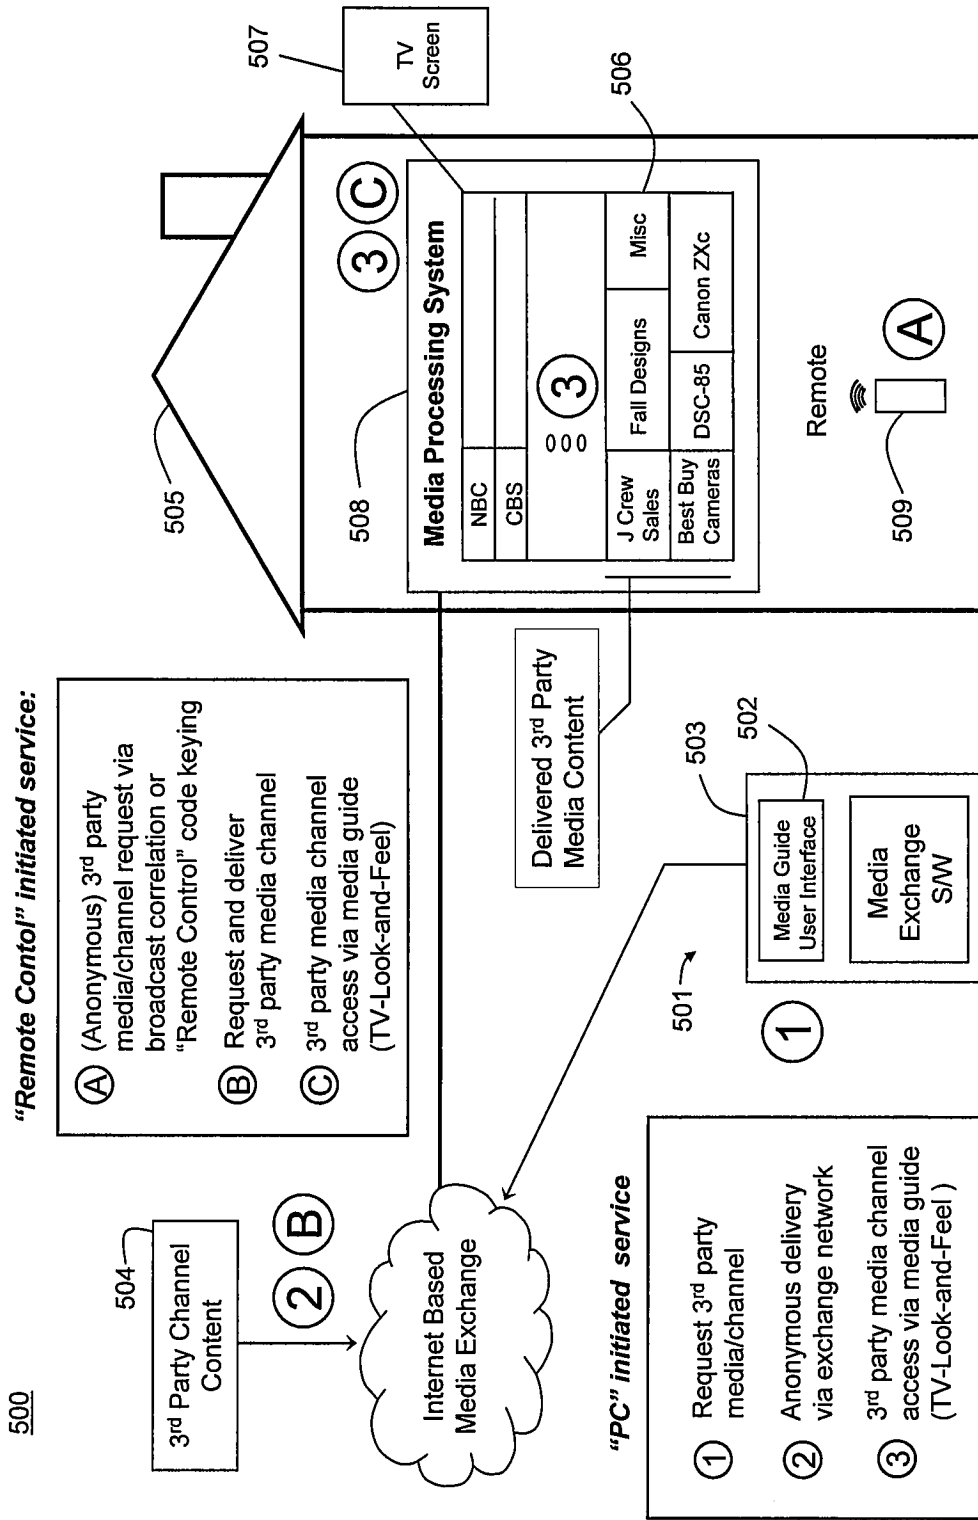 500
"Remote Contol" initiated service:
A
(Anonymous) 3rd party
media/channel request via
broadcast correlation or
"Remote Control" code keying
B
Request and deliver
3rd party media channel
C
3rd party media channel
access via media guide
(TV-Look-and-Feel)
504
3rd Party Channel
Content
2
B
Internet Based
Media Exchange
"PC" initiated service
1
Request 3rd party
media/channel
2
Anonymous delivery
via exchange network
3
3rd party media channel
access via media guide
(TV-Look-and-Feel )
505
508
3
C
507
TV
Screen
Media Processing System
NBC
CBS
000
3
506
J Crew
Sales
Fall Designs
Misc
Best Buy
Cameras
DSC-85
Canon ZXc
Delivered 3rd Party
Media Content
Remote
509
A
501
1
503
502
Media Guide
User Interface
Media
Exchange
S/W